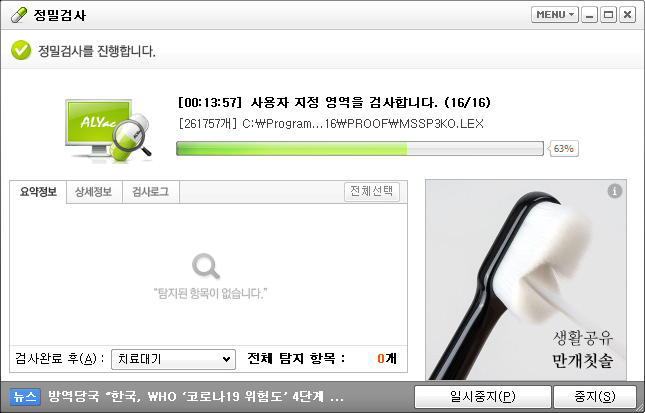 정밀검사
MENU
정밀검사를 진행합니다.
ALYac
[00:13:57] 사용자 지정 영역을 검사합니다. (16/16)
[261757개] C:₩Program...16₩PROOF₩MSSP3KO.LEX
63%
요약정보 상세정보 검사로그 전체선택
"탐지된 항목이 없습니다."
생활공유
만개칫솔
검사완료 후(A) : 치료대기 전체 탐지 항목 : 0개
뉴스 방역당국 "한국, WHO '코로나19 위험도' 4단계 ...
일시중지(P) 중지(S)